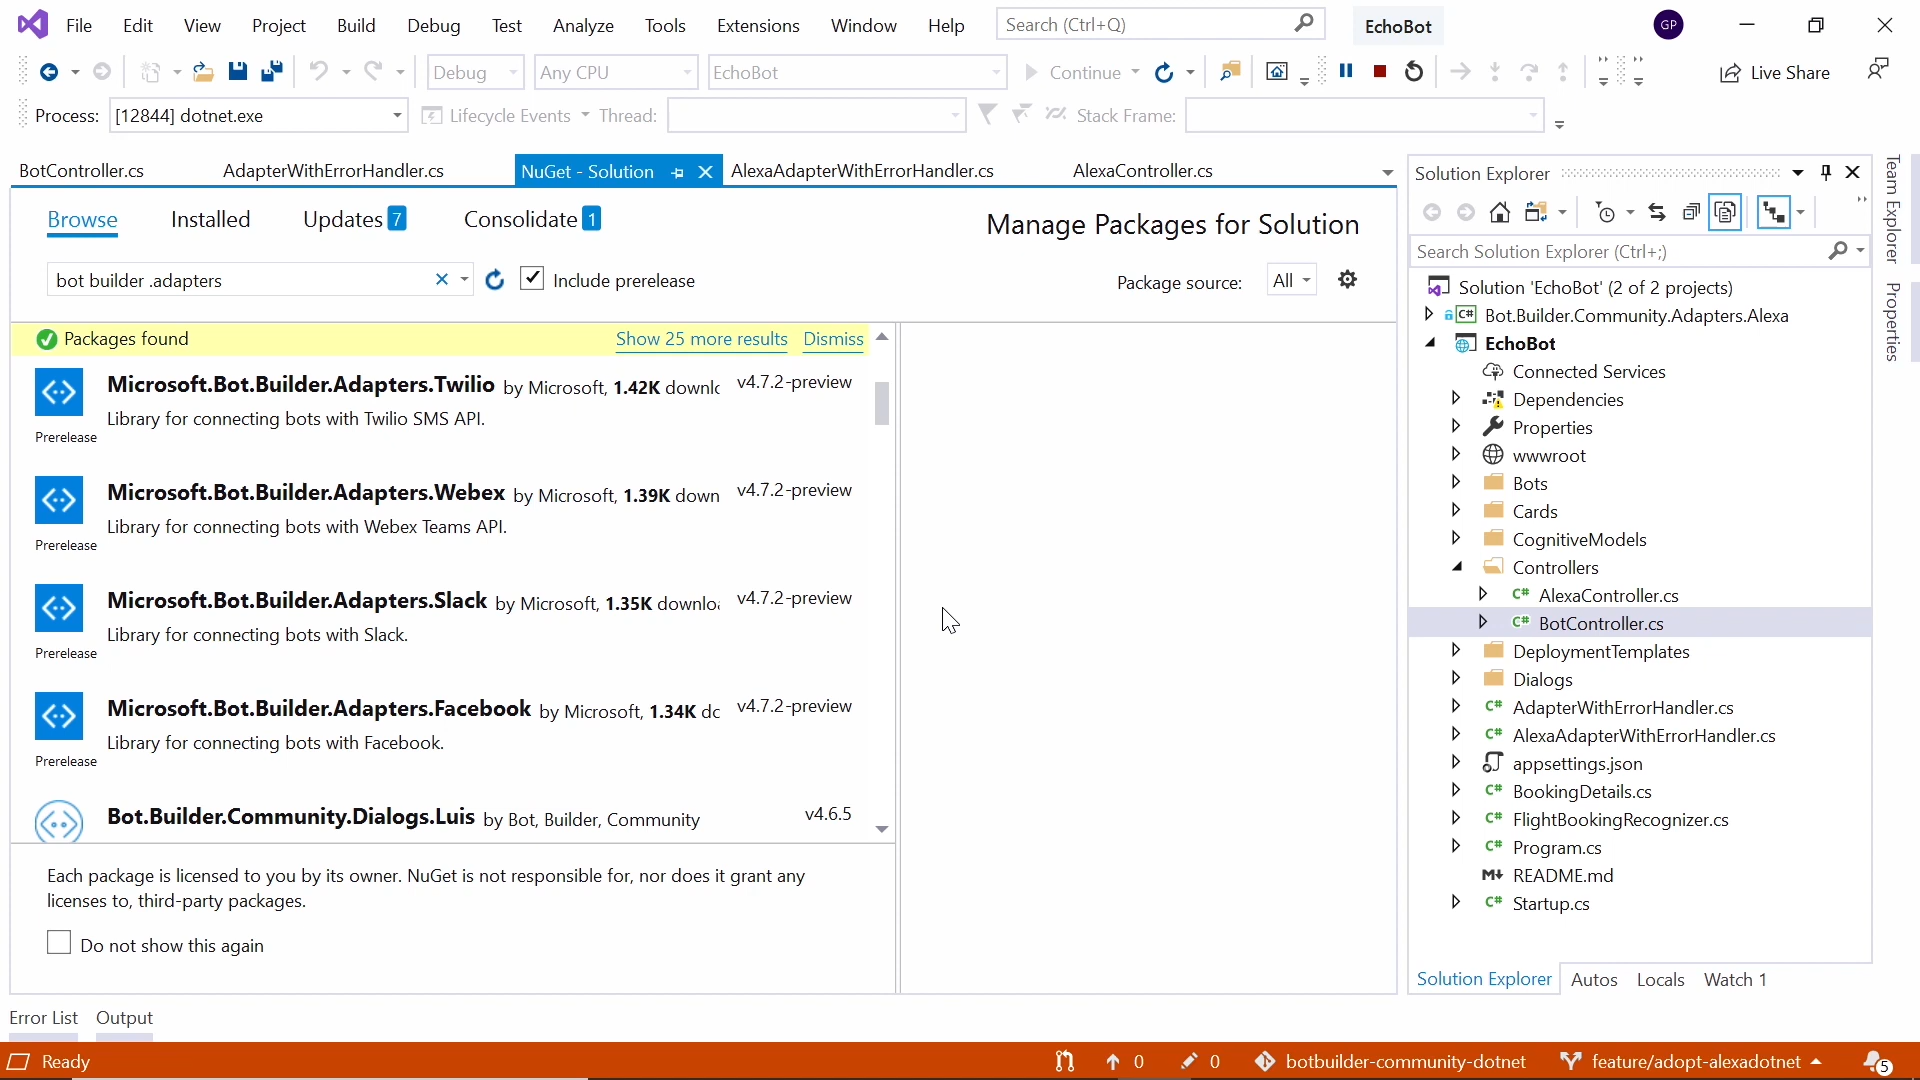 File Edit View Project Build Debug Test Analyze Tools Extensions Window Help Search (Ctrl+Q) EchoBot GP
Debug Any CPU EchoBot Continue Live Share
Process: [12844] dotnet.exe Lifecycle Events Thread: Stack Frame:
BotController.cs AdapterWithErrorHandler.cs NuGet - Solution AlexaAdapterWithErrorHandler.cs AlexaController.cs
Browse Installed Updates 7 Consolidate 1 Manage Packages for Solution
bot builder .adapters Include prerelease Package source: All
Packages found Show 25 more results Dismiss
Microsoft.Bot.Builder.Adapters.Twilio by Microsoft, 1.42K downlo v4.7.2-preview
Library for connecting bots with Twilio SMS API.
Prerelease
Microsoft.Bot.Builder.Adapters.Webex by Microsoft, 1.39K down v4.7.2-preview
Library for connecting bots with Webex Teams API.
Prerelease
Microsoft.Bot.Builder.Adapters.Slack by Microsoft, 1.35K downlo v4.7.2-preview
Library for connecting bots with Slack.
Prerelease
Microsoft.Bot.Builder.Adapters.Facebook by Microsoft, 1.34K do v4.7.2-preview
Library for connecting bots with Facebook.
Prerelease
Bot.Builder.Community.Dialogs.Luis by Bot, Builder, Community v4.6.5
Each package is licensed to you by its owner. NuGet is not responsible for, nor does it grant any
licenses to, third-party packages.
Do not show this again
Solution Explorer
Search Solution Explorer (Ctrl+;)
Solution 'EchoBot' (2 of 2 projects)
C# Bot.Builder.Community.Adapters.Alexa
EchoBot
Connected Services
Dependencies
Properties
wwwroot
Bots
Cards
CognitiveModels
Controllers
C# AlexaController.cs
C# BotController.cs
DeploymentTemplates
Dialogs
C# AdapterWithErrorHandler.cs
C# AlexaAdapterWithErrorHandler.cs
appsettings.json
C# BookingDetails.cs
C# FlightBookingRecognizer.cs
C# Program.cs
README.md
C# Startup.cs
Solution Explorer Autos Locals Watch 1
Team Explorer
Properties
Error List Output
Ready 0 0 botbuilder-community-dotnet feature/adopt-alexadotnet 5